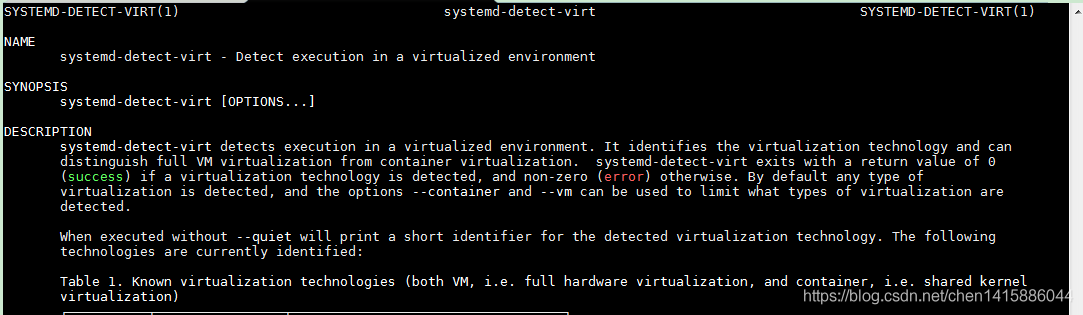 SYSTEMD-DETECT-VIRT(1) systemd-detect-virt SYSTEMD-DETECT-VIRT(1)
NAME
systemd-detect-virt - Detect execution in a virtualized environment
SYNOPSIS
systemd-detect-virt [OPTIONS...]
DESCRIPTION
systemd-detect-virt detects execution in a virtualized environment. It identifies the virtualization technology and can
distinguish full VM virtualization from container virtualization. systemd-detect-virt exits with a return value of 0
(success) if a virtualization technology is detected, and non-zero (error) otherwise. By default any type of
virtualization is detected, and the options --container and --vm can be used to limit what types of virtualization are
detected.
When executed without --quiet will print a short identifier for the detected virtualization technology. The following
technologies are currently identified:
Table 1. Known virtualization technologies (both VM, i.e. full hardware virtualization, and container, i.e. shared kernel
virtualization)
https://blog.csdn.net/chen1415886044